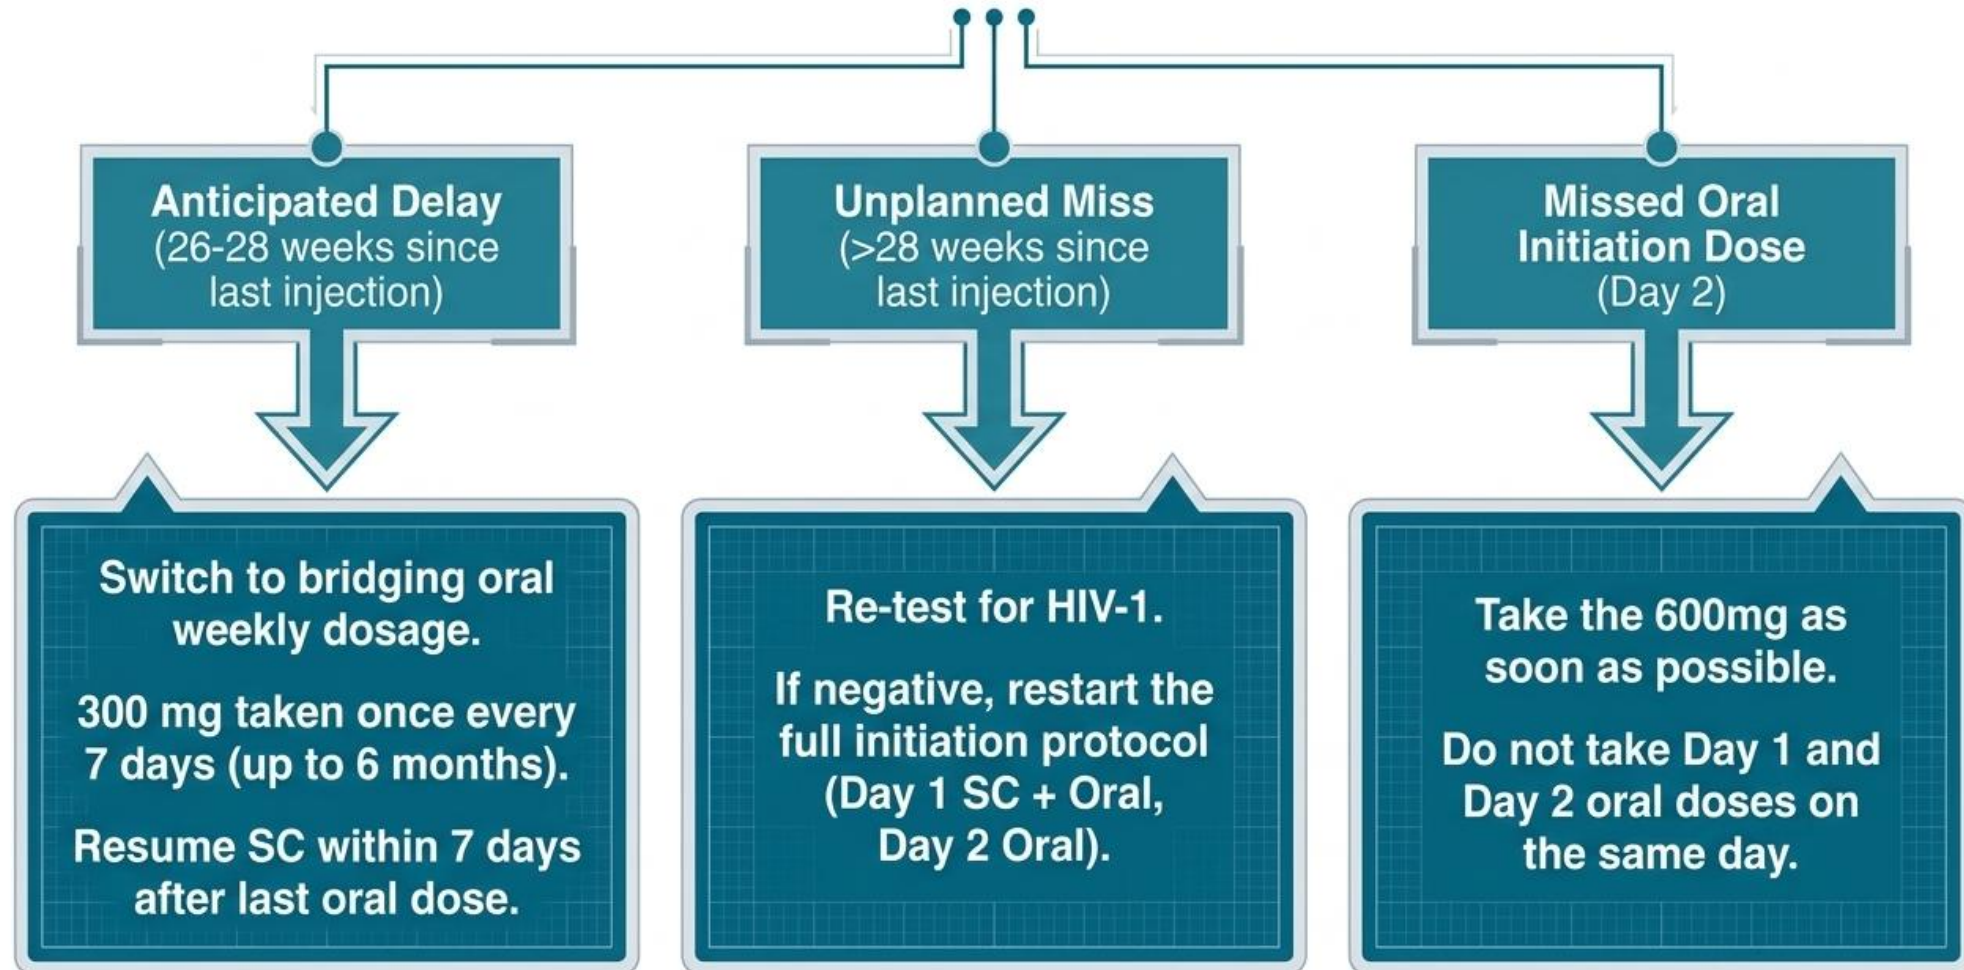 Anticipated Delay
(26-28 weeks since
last injection)
Switch to bridging oral
weekly dosage.
300 mg taken once every
7 days (up to 6 months).
Resume SC within 7 days
after last oral dose.
Unplanned Miss
(>28 weeks since
last injection)
Re-test for HIV-1.
If negative, restart the
full initiation protocol
(Day 1 SC + Oral,
Day 2 Oral).
Missed Oral
Initiation Dose
(Day 2)
Take the 600mg as
soon as possible.
Do not take Day 1 and
Day 2 oral doses on
the same day.